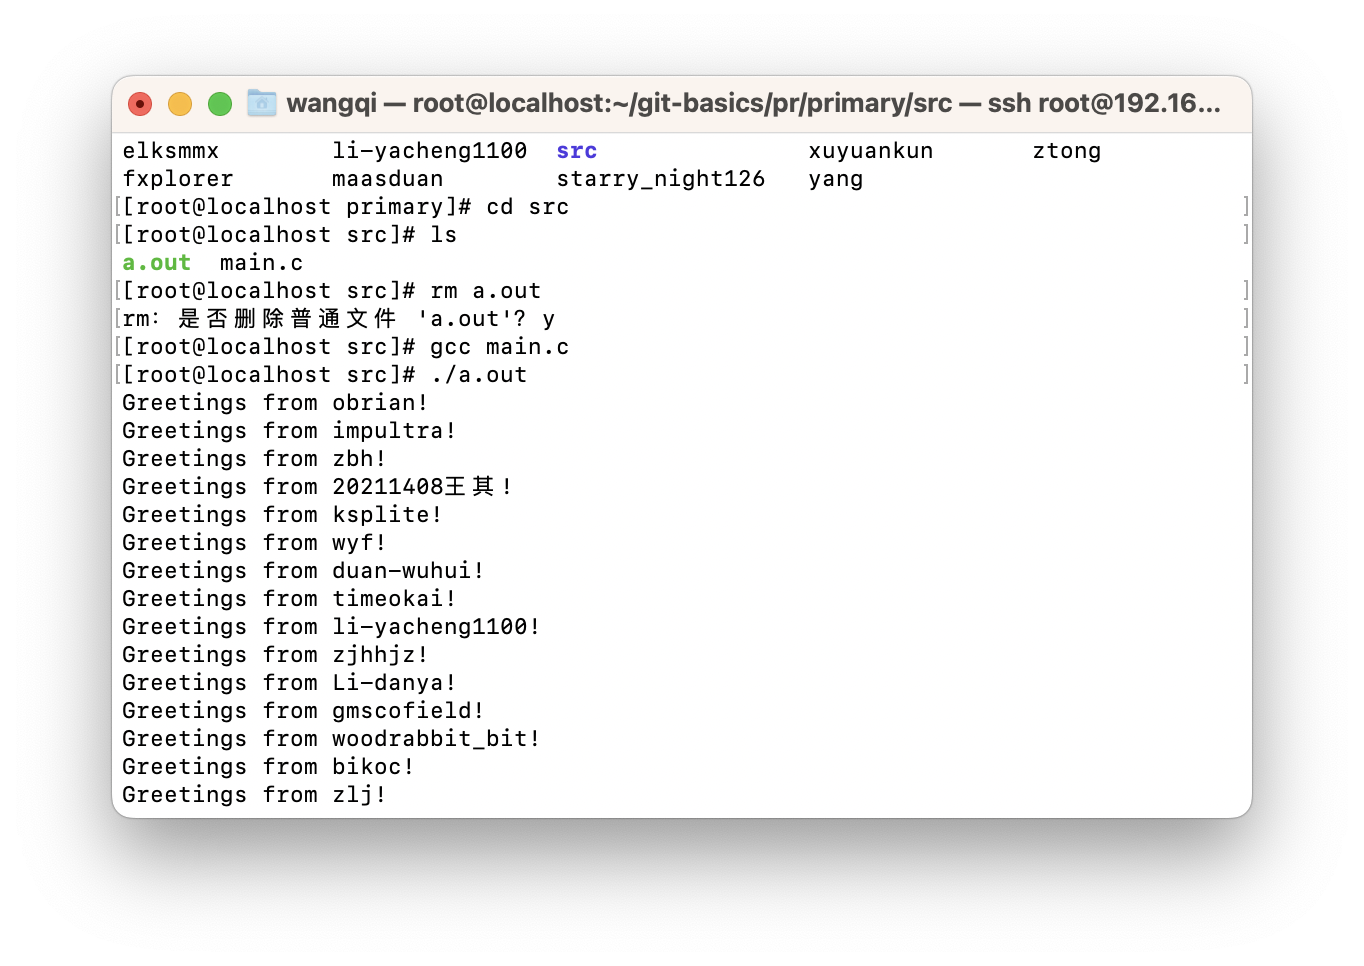 wangqi — root@localhost:~/git-basics/pr/primary/src — ssh root@192.16...
elksmmx li-yacheng1100 src xuyuankun ztong
fxplorer maasduan starry_night126 yang
[[root@localhost primary]# cd src ]
[[root@localhost src]# ls ]
a.out main.c
[[root@localhost src]# rm a.out ]
[rm: 是否删除普通文件 'a.out'? y ]
[[root@localhost src]# gcc main.c ]
[[root@localhost src]# ./a.out ]
Greetings from obrian!
Greetings from impultra!
Greetings from zbh!
Greetings from 20211408王其!
Greetings from ksplite!
Greetings from wyf!
Greetings from duan-wuhui!
Greetings from timeokai!
Greetings from li-yacheng1100!
Greetings from zjhhjz!
Greetings from Li-danya!
Greetings from gmscofield!
Greetings from woodrabbit_bit!
Greetings from bikoc!
Greetings from zlj!